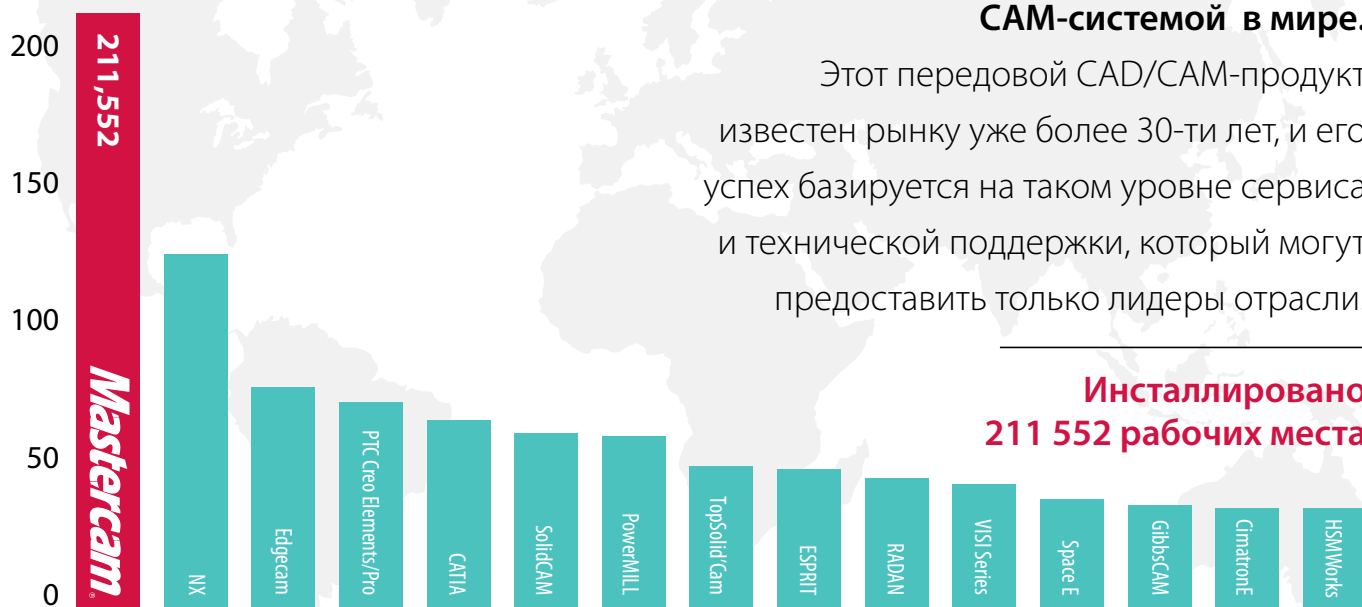 САМ-системой в мире.
Этот передовой CAD/CAM-продукт
известен рынку уже более 30-ти лет, и его
успех базируется на таком уровне сервиса
и технической поддержки, который могут
предоставить только лидеры отрасли.
Инсталлировано
211 552 рабочих места
200
150
100
50
0
211,552
Mastercam®
NX
Edgecam
PTC Creo Elements/Pro
CATIA
SolidCAM
PowerMILL
TopSolid'Cam
ESPRIT
RADAN
VISI Series
Space E
GibbsCAM
CimatronE
HSMWorks